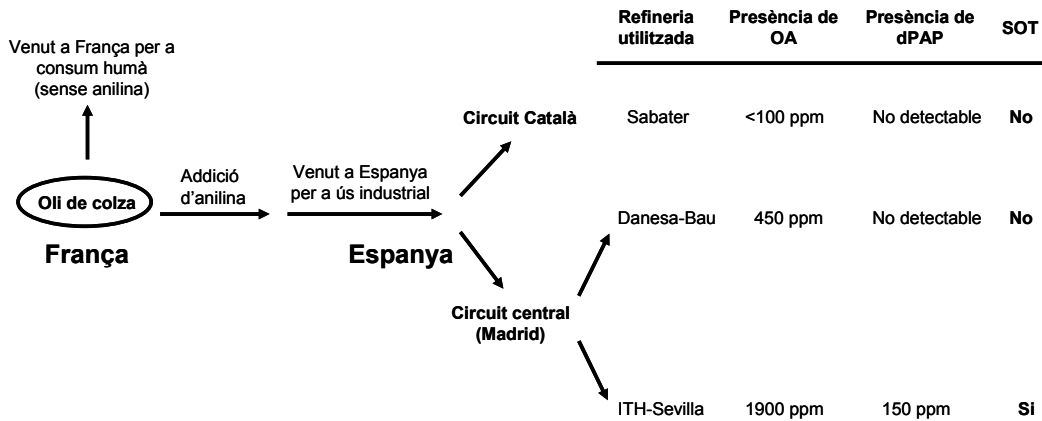 Venut a França per a
consum humà
(sense anilina)
Oli de colza
França
Addició
d’anilina
Venut a Espanya
per a ús industrial
Espanya
Circuit Català
Circuit central
(Madrid)
Refineria
utilitzada
Presència de
OA
Presència de
dPAP
SOT
Sabater <100 ppm No detectable No
Danesa-Bau 450 ppm No detectable No
ITH-Sevilla 1900 ppm 150 ppm Si